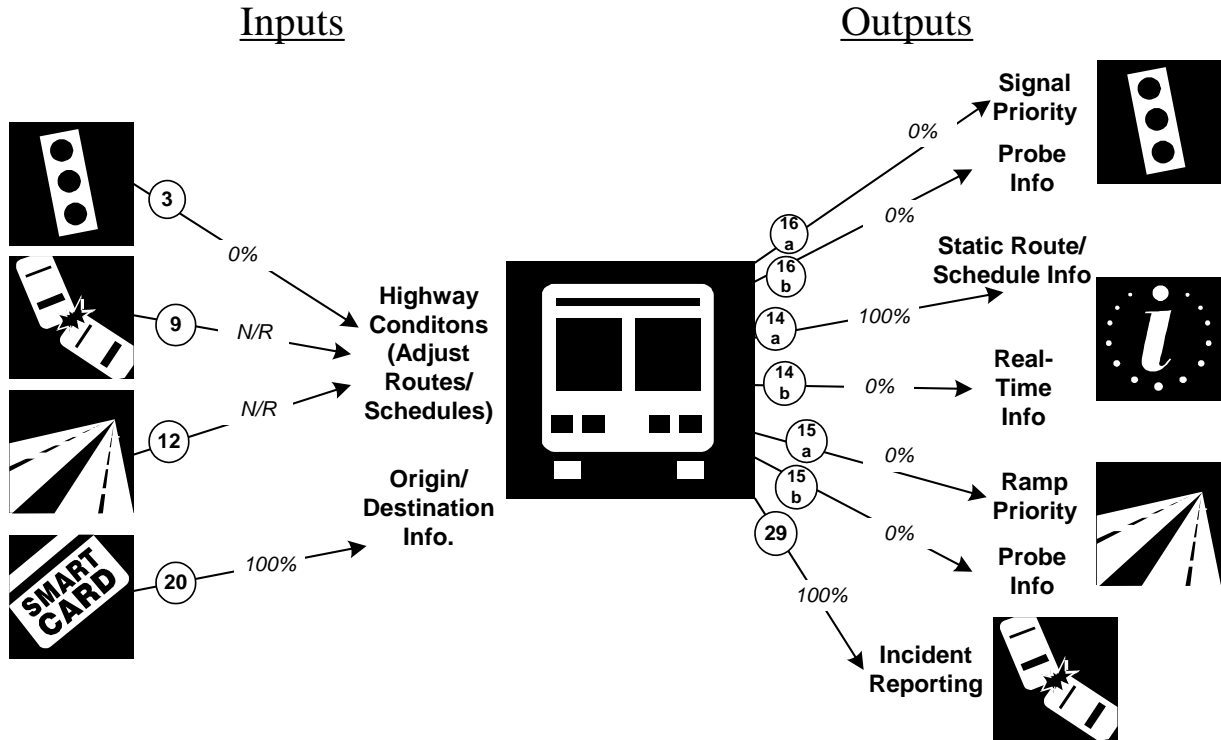 Inputs
Outputs
3
0%
9
N/R
12
N/R
Highway
Conditons
(Adjust
Routes/
Schedules)
SMART
CARD
20
100%
Origin/
Destination
Info.
16
a
0%
Signal
Priority
16
b
0%
Probe
Info
14
a
100%
Static Route/
Schedule Info
i
14
b
0%
Real-
Time
Info
15
a
0%
Ramp
Priority
15
b
0%
Probe
Info
29
100%
Incident
Reporting